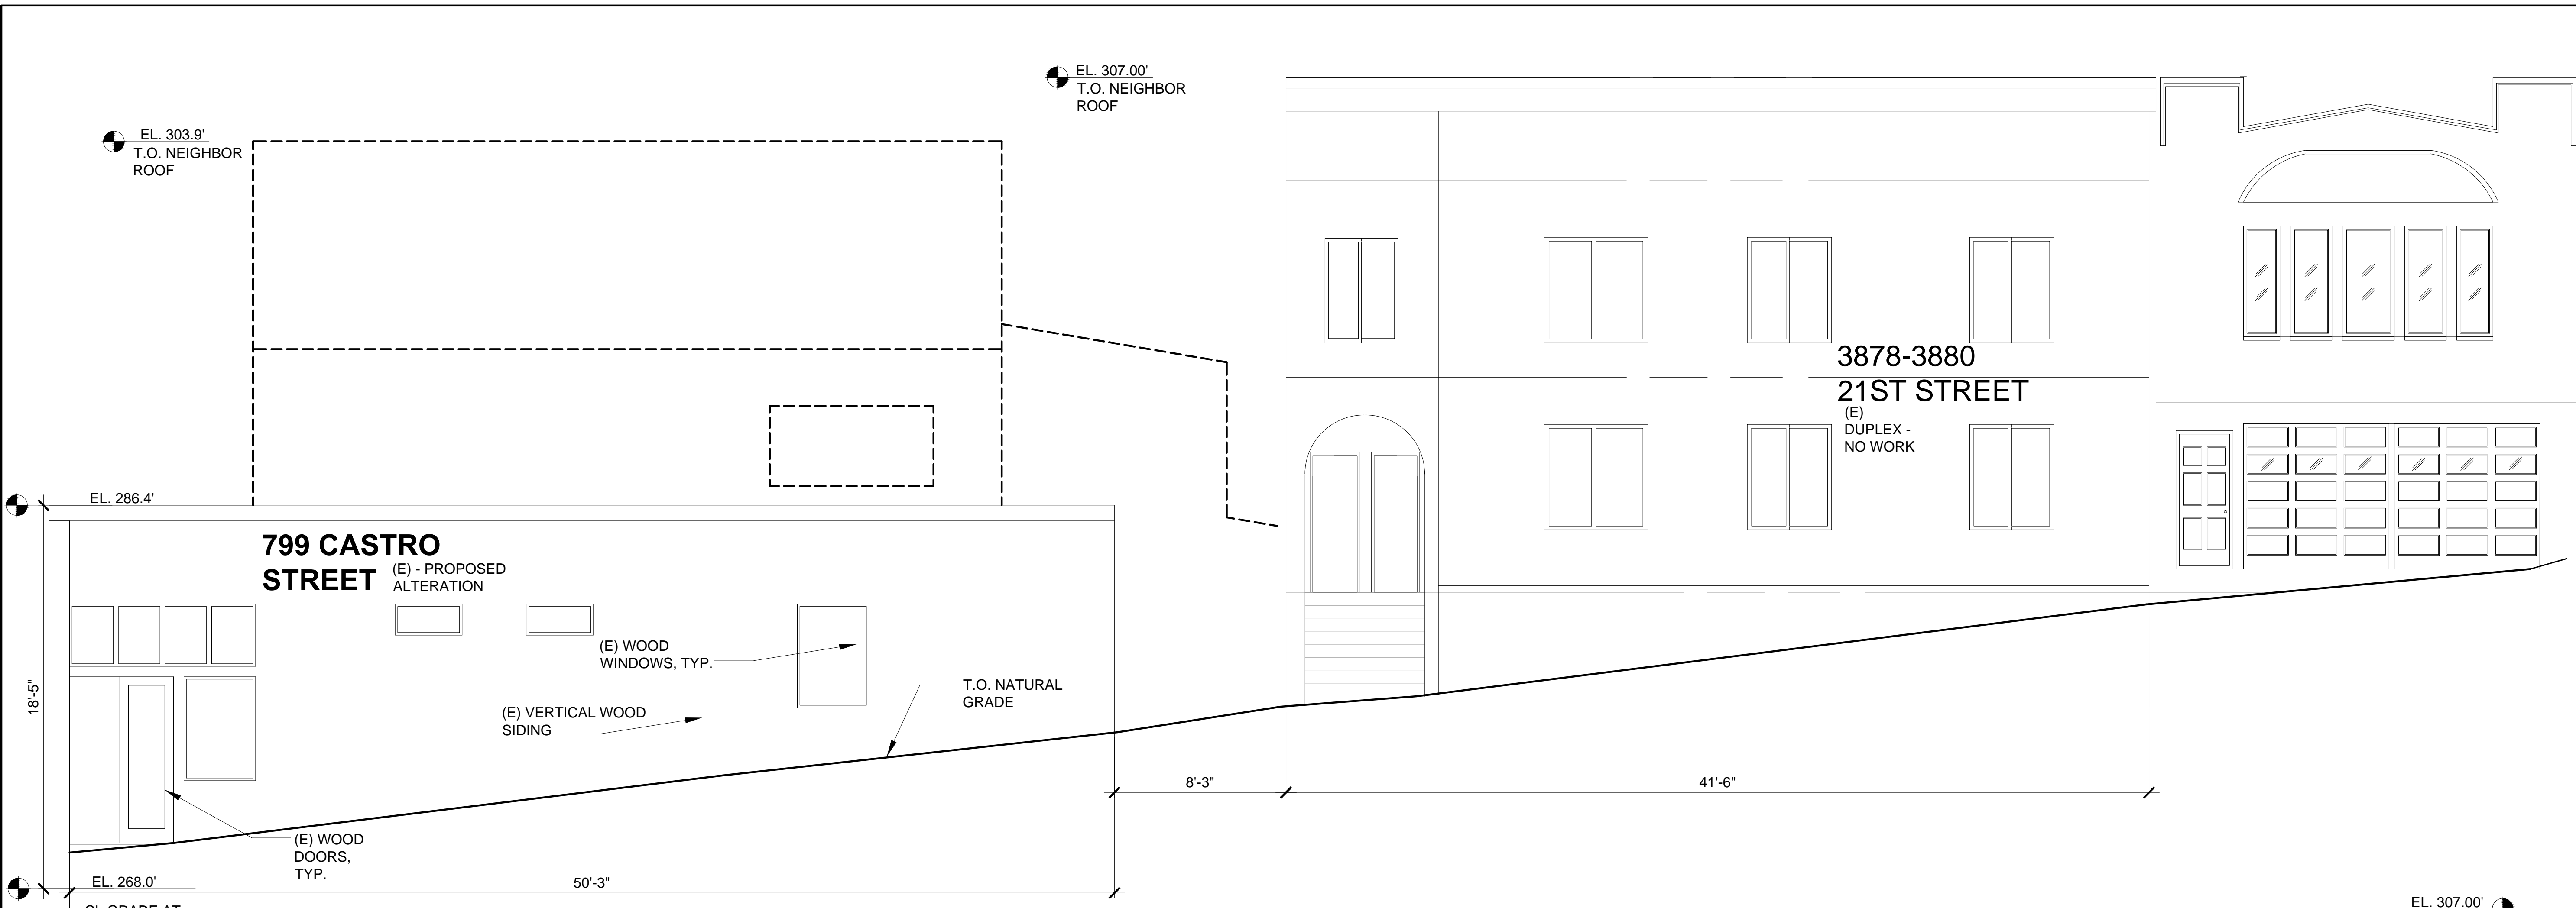 EL. 307.00'
T.O. NEIGHBOR
ROOF
EL. 303.9'
T.O. NEIGHBOR
ROOF
3878-3880
21ST STREET
(E)
DUPLEX -
NO WORK
EL. 286.4'
799 CASTRO
STREET
(E) - PROPOSED
ALTERATION
(E) WOOD
WINDOWS, TYP.
T.O. NATURAL
GRADE
(E) VERTICAL WOOD
SIDING
18'-5"
8'-3"
41'-6"
(E) WOOD
DOORS,
TYP.
EL. 268.0'
50'-3"
EL. 307.00'